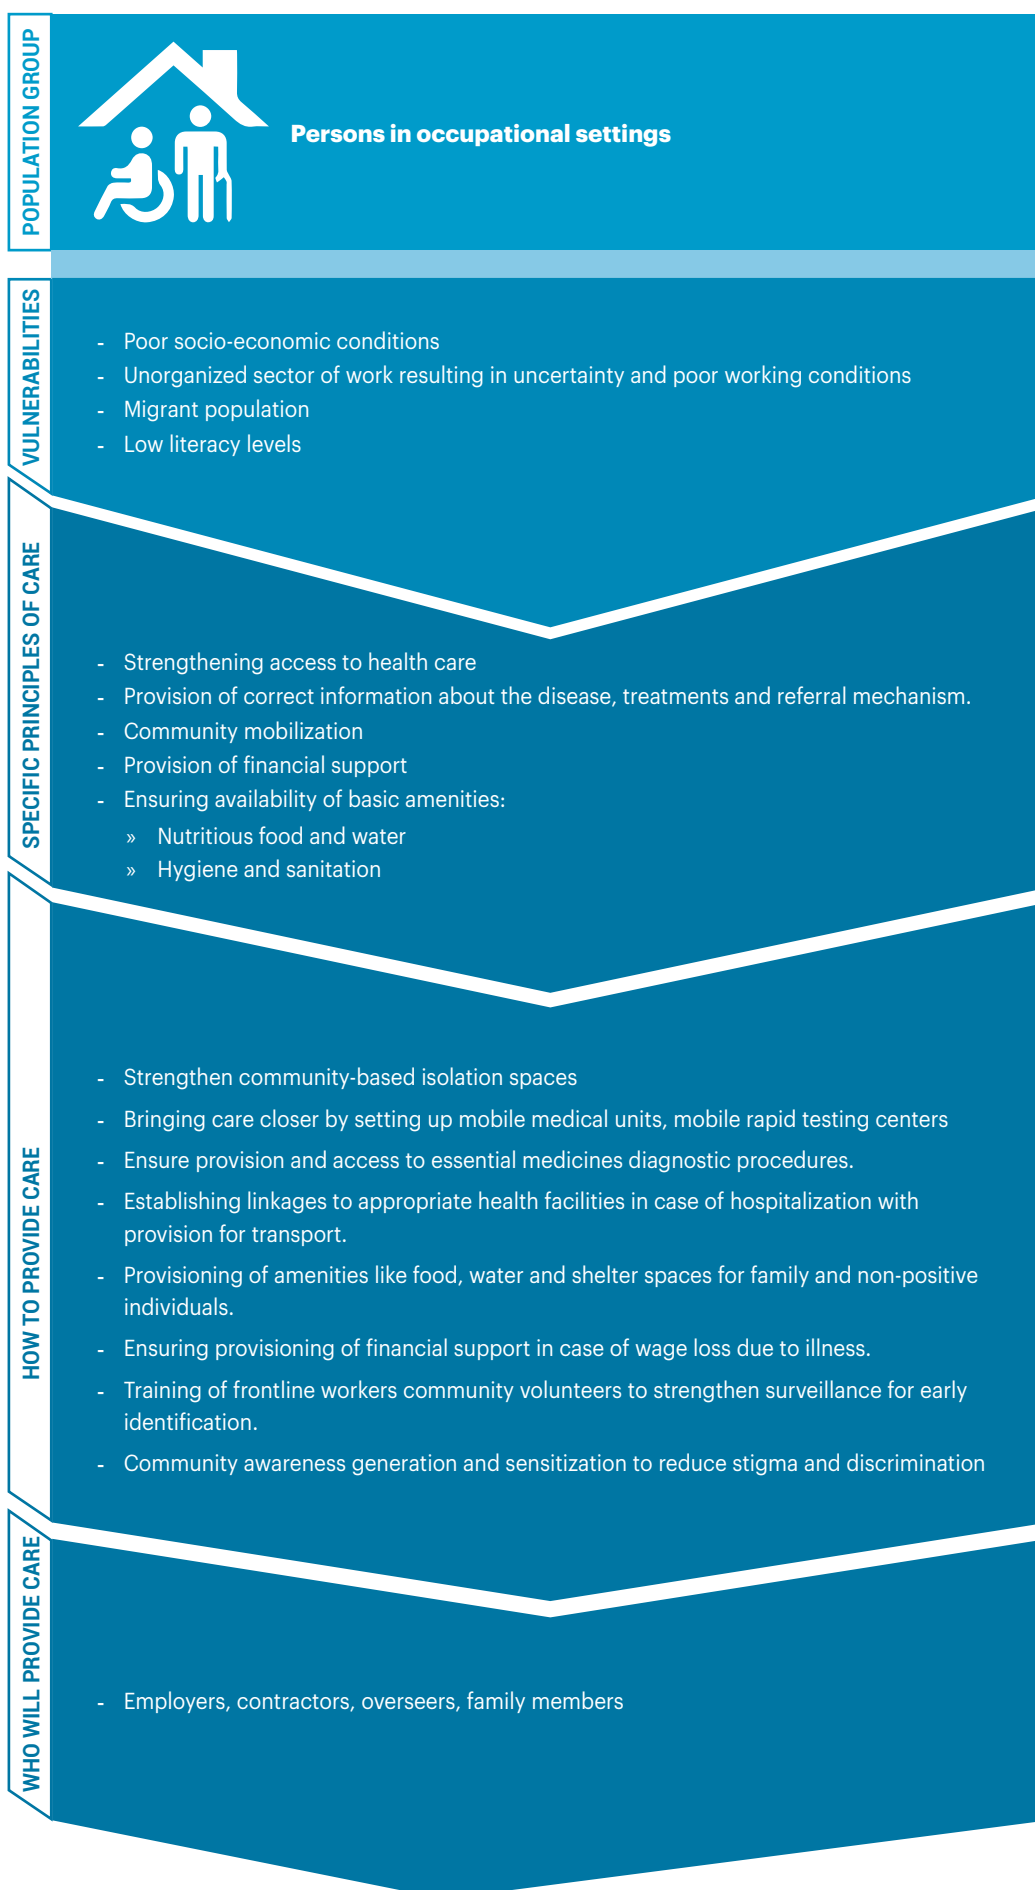 POPULATION GROUP
Persons in occupational settings
VULNERABILITIES
- Poor socio-economic conditions
- Unorganized sector of work resulting in uncertainty and poor working conditions
- Migrant population
- Low literacy levels
SPECIFIC PRINCIPLES OF CARE
- Strengthening access to health care
- Provision of correct information about the disease, treatments and referral mechanism.
- Community mobilization
- Provision of financial support
- Ensuring availability of basic amenities:
» Nutritious food and water
» Hygiene and sanitation
HOW TO PROVIDE CARE
- Strengthen community-based isolation spaces
- Bringing care closer by setting up mobile medical units, mobile rapid testing centers
- Ensure provision and access to essential medicines diagnostic procedures.
- Establishing linkages to appropriate health facilities in case of hospitalization with
provision for transport.
- Provisioning of amenities like food, water and shelter spaces for family and non-positive
individuals.
- Ensuring provisioning of financial support in case of wage loss due to illness.
- Training of frontline workers community volunteers to strengthen surveillance for early
identification.
- Community awareness generation and sensitization to reduce stigma and discrimination
WHO WILL PROVIDE CARE
- Employers, contractors, overseers, family members